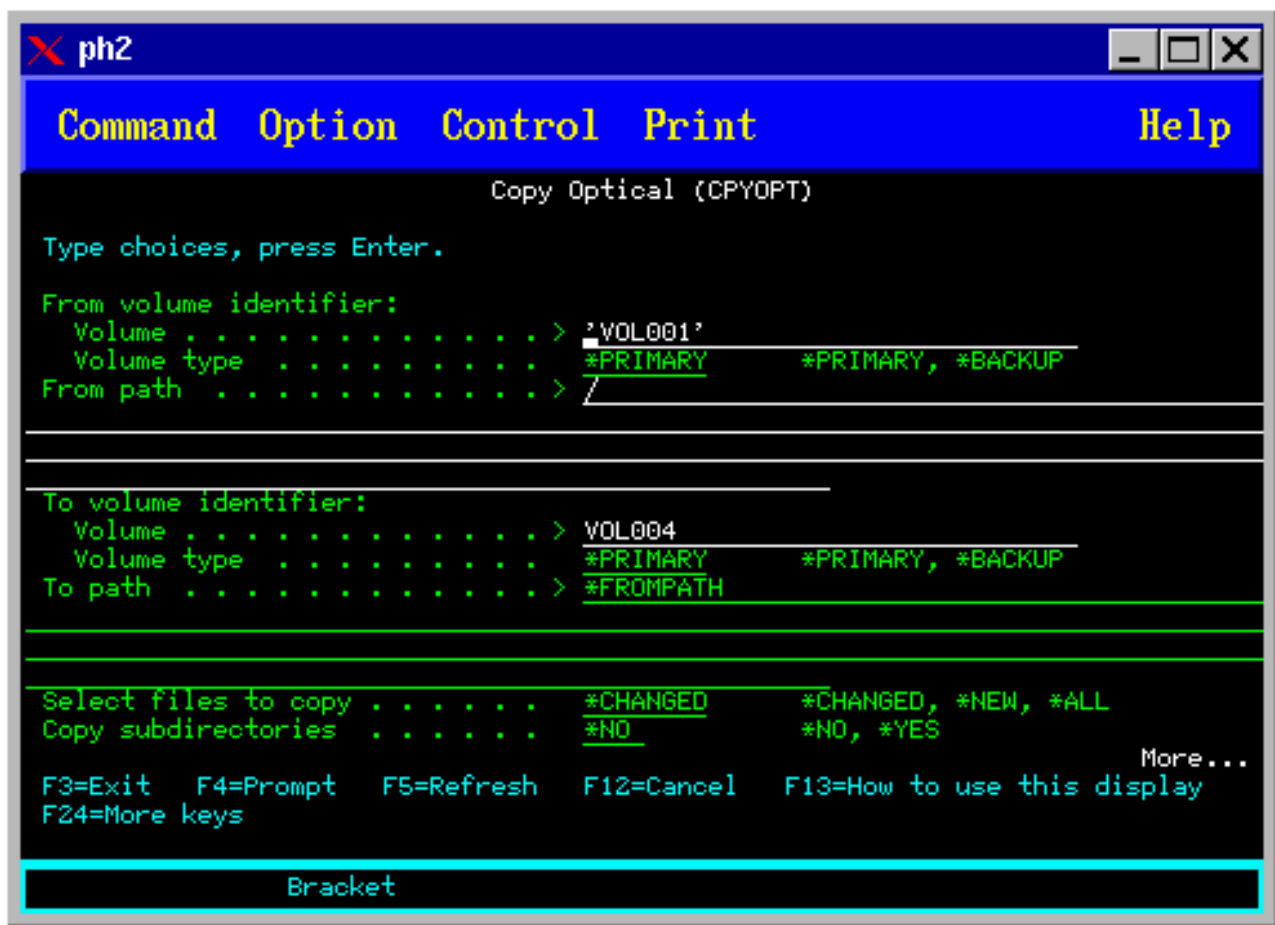 ph2
Command Option Control Print Help
Copy Optical (CPYOPT)
Type choices, press Enter.
From volume identifier:
Volume . . . . . . . . . . . . > 'VOL001'
Volume type . . . . . . . . . *PRIMARY *PRIMARY, *BACKUP
From path . . . . . . . . . . . > /
To volume identifier:
Volume . . . . . . . . . . . . > VOL004
Volume type . . . . . . . . . *PRIMARY *PRIMARY, *BACKUP
To path . . . . . . . . . . . . > *FROMPATH
Select files to copy . . . . . . *CHANGED *CHANGED, *NEW, *ALL
Copy subdirectories . . . . . . *NO *NO, *YES
More...
F3=Exit F4=Prompt F5=Refresh F12=Cancel F13=How to use this display
F24=More keys
Bracket